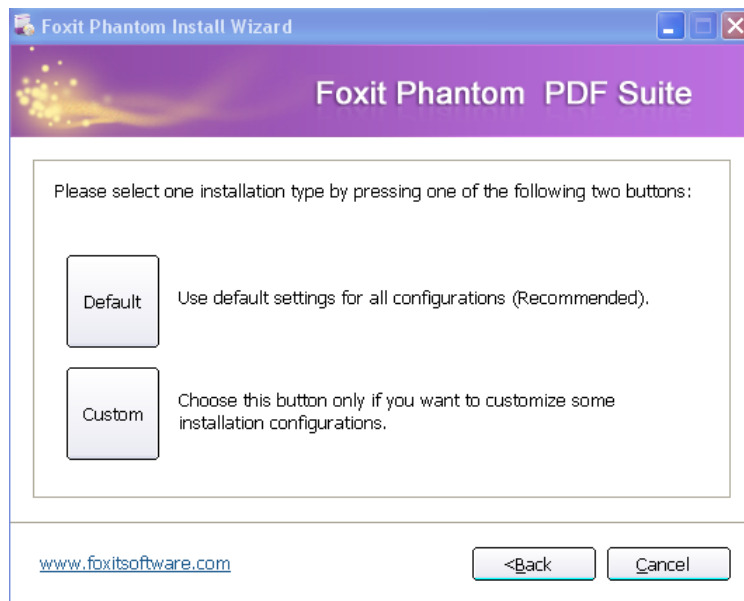 Foxit Phantom Install Wizard
Foxit Phantom PDF Suite
Please select one installation type by pressing one of the following two buttons:
Default
Use default settings for all configurations (Recommended).
Custom
Choose this button only if you want to customize some
installation configurations.
www.foxitsoftware.com
<Back
Cancel